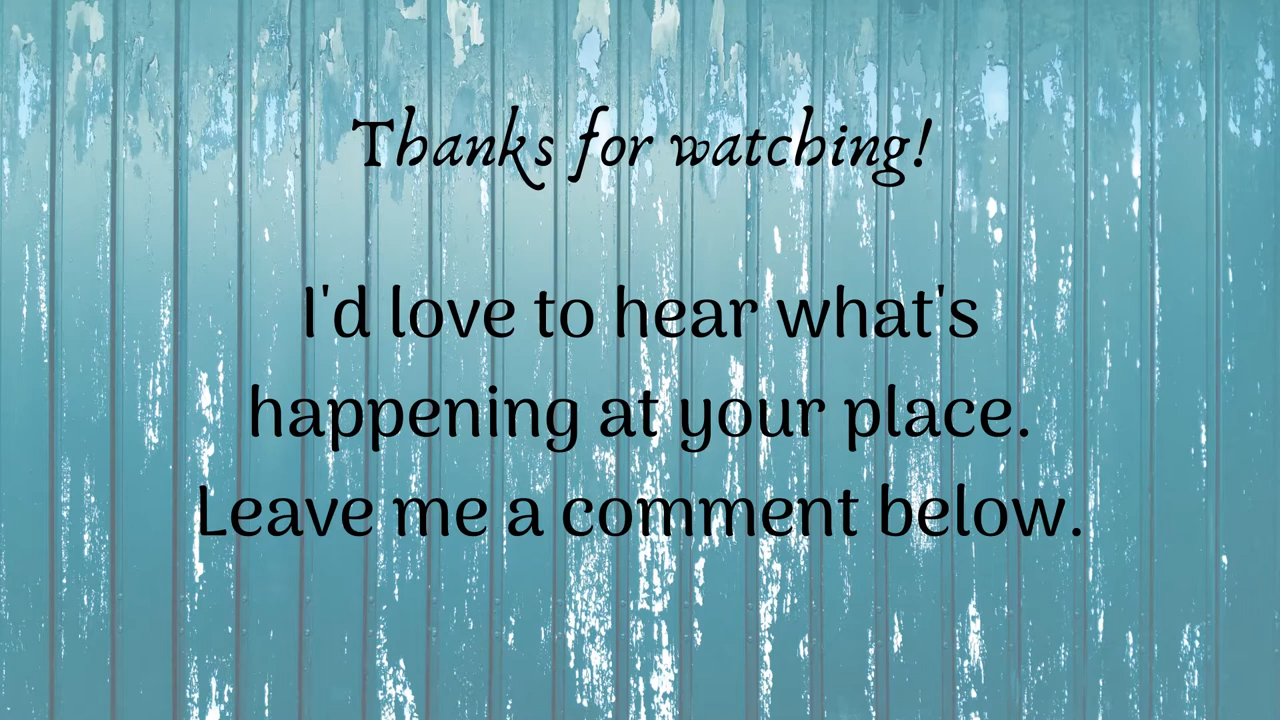 Thanks for watching!
I'd love to hear what's
happening at your place.
Leave me a comment below.